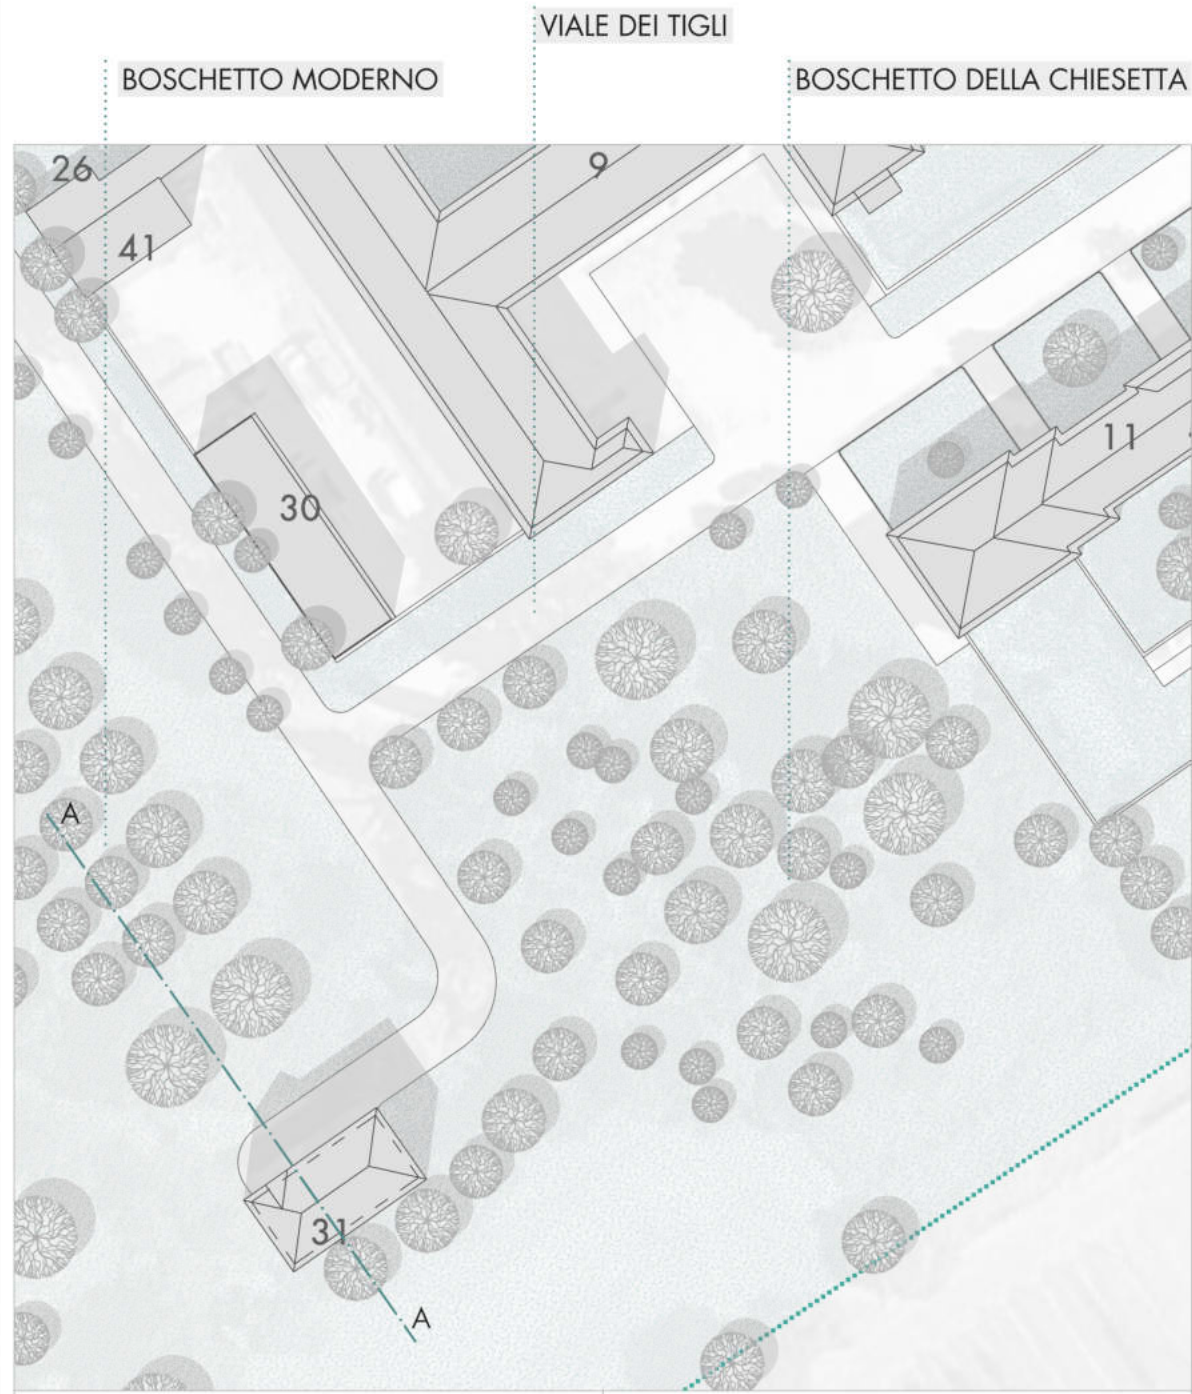 VIALE DEI TIGLI
BOSCHETTO MODERNO
BOSCHETTO DELLA CHIESETTA
26
9
41
11
30
A
31
A